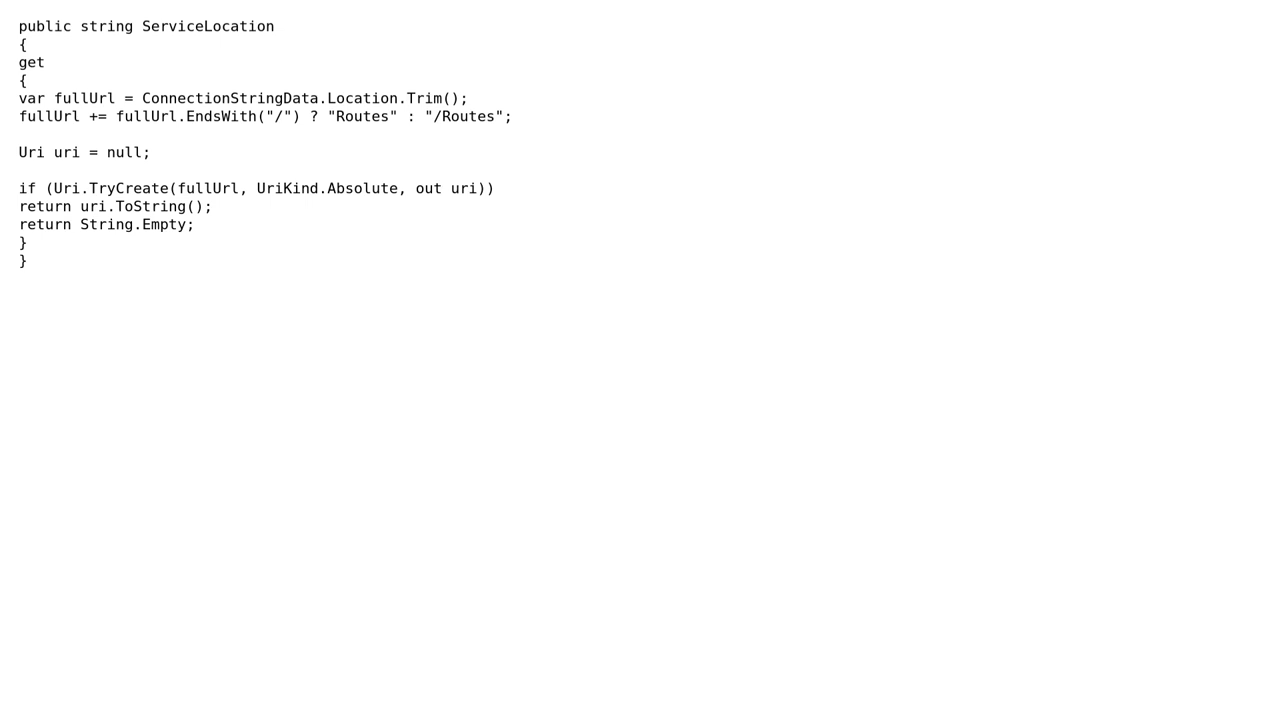 public string ServiceLocation
{
get
{
var fullUrl = ConnectionStringData.Location.Trim();
fullUrl += fullUrl.EndsWith("/") ? "Routes" : "/Routes";

Uri uri = null;

if (Uri.TryCreate(fullUrl, UriKind.Absolute, out uri))
return uri.ToString();
return String.Empty;
}
}